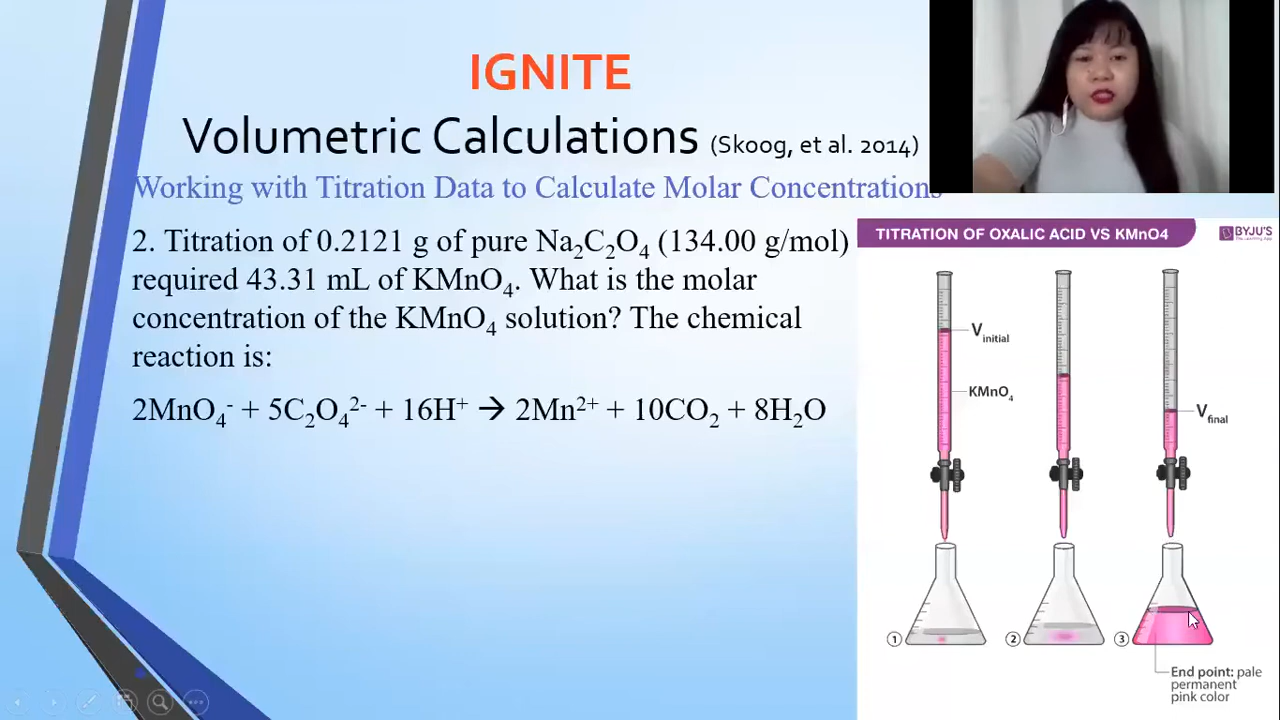 IGNITE
Volumetric Calculations (Skoog, et al. 2014)
Working with Titration Data to Calculate Molar Concentrations
2. Titration of 0.2121 g of pure Na₂C₂O₄ (134.00 g/mol)
required 43.31 mL of KMnO₄. What is the molar
concentration of the KMnO₄ solution? The chemical
reaction is:
2MnO₄⁻ + 5C₂O₄²⁻ + 16H⁺ → 2Mn²⁺ + 10CO₂ + 8H₂O
TITRATION OF OXALIC ACID VS KMnO4
BYJU'S
The Learning App
V initial
KMnO₄
V final
1
2
3
End point: pale
permanent
pink color